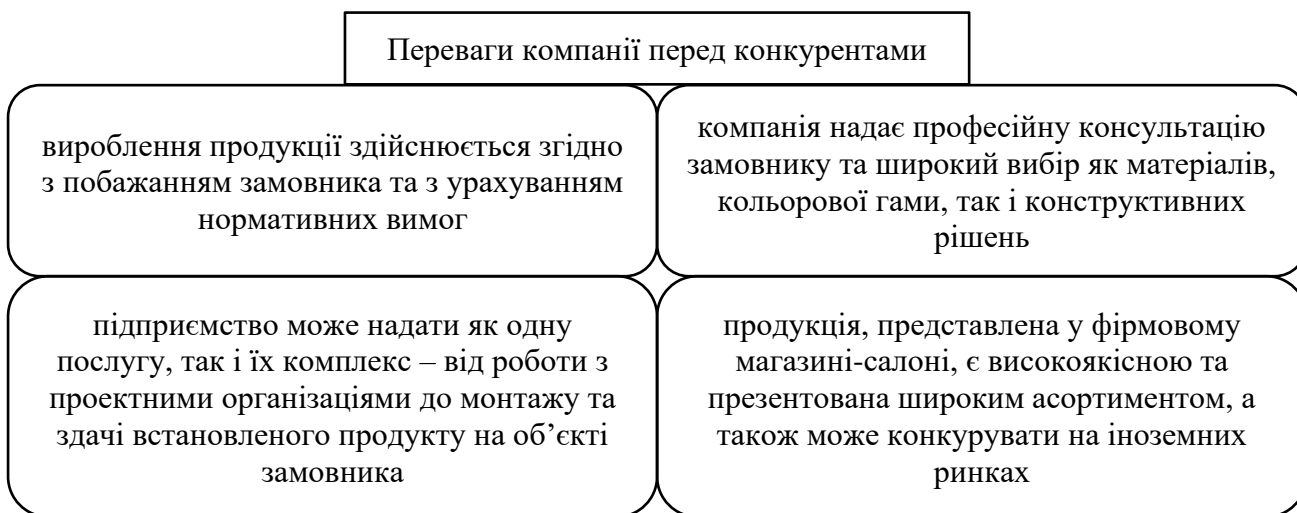 Переваги компанії перед конкурентами
вироблення продукції здійснюється згідно
з побажанням замовника та з урахуванням
нормативних вимог
компанія надає професійну консультацію
замовнику та широкий вибір як матеріалів,
кольорової гами, так і конструктивних
рішень
підприємство може надати як одну
послугу, так і їх комплекс – від роботи з
проектними організаціями до монтажу та
здачі встановленого продукту на об’єкті
замовника
продукція, представлена у фірмовому
магазині-салоні, є високоякісною та
презентована широким асортиментом, а
також може конкурувати на іноземних
ринках